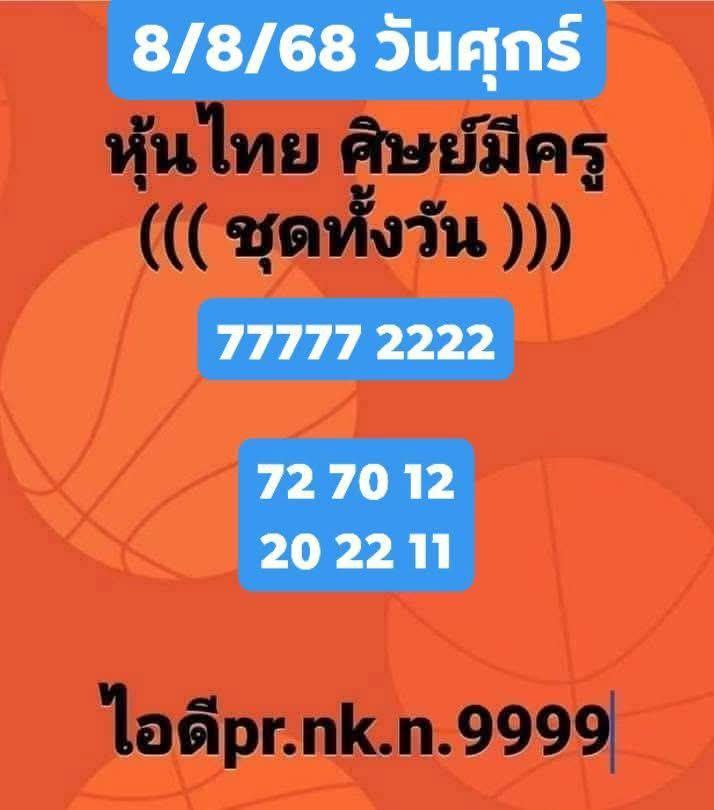 8/8/68 วันศุกร์
หุ้นไทย ศิษย์มีครู
((( ชุดทั้งวัน )))
77777 2222
72 70 12
20 22 11
ไอดีpr.nk.n.9999